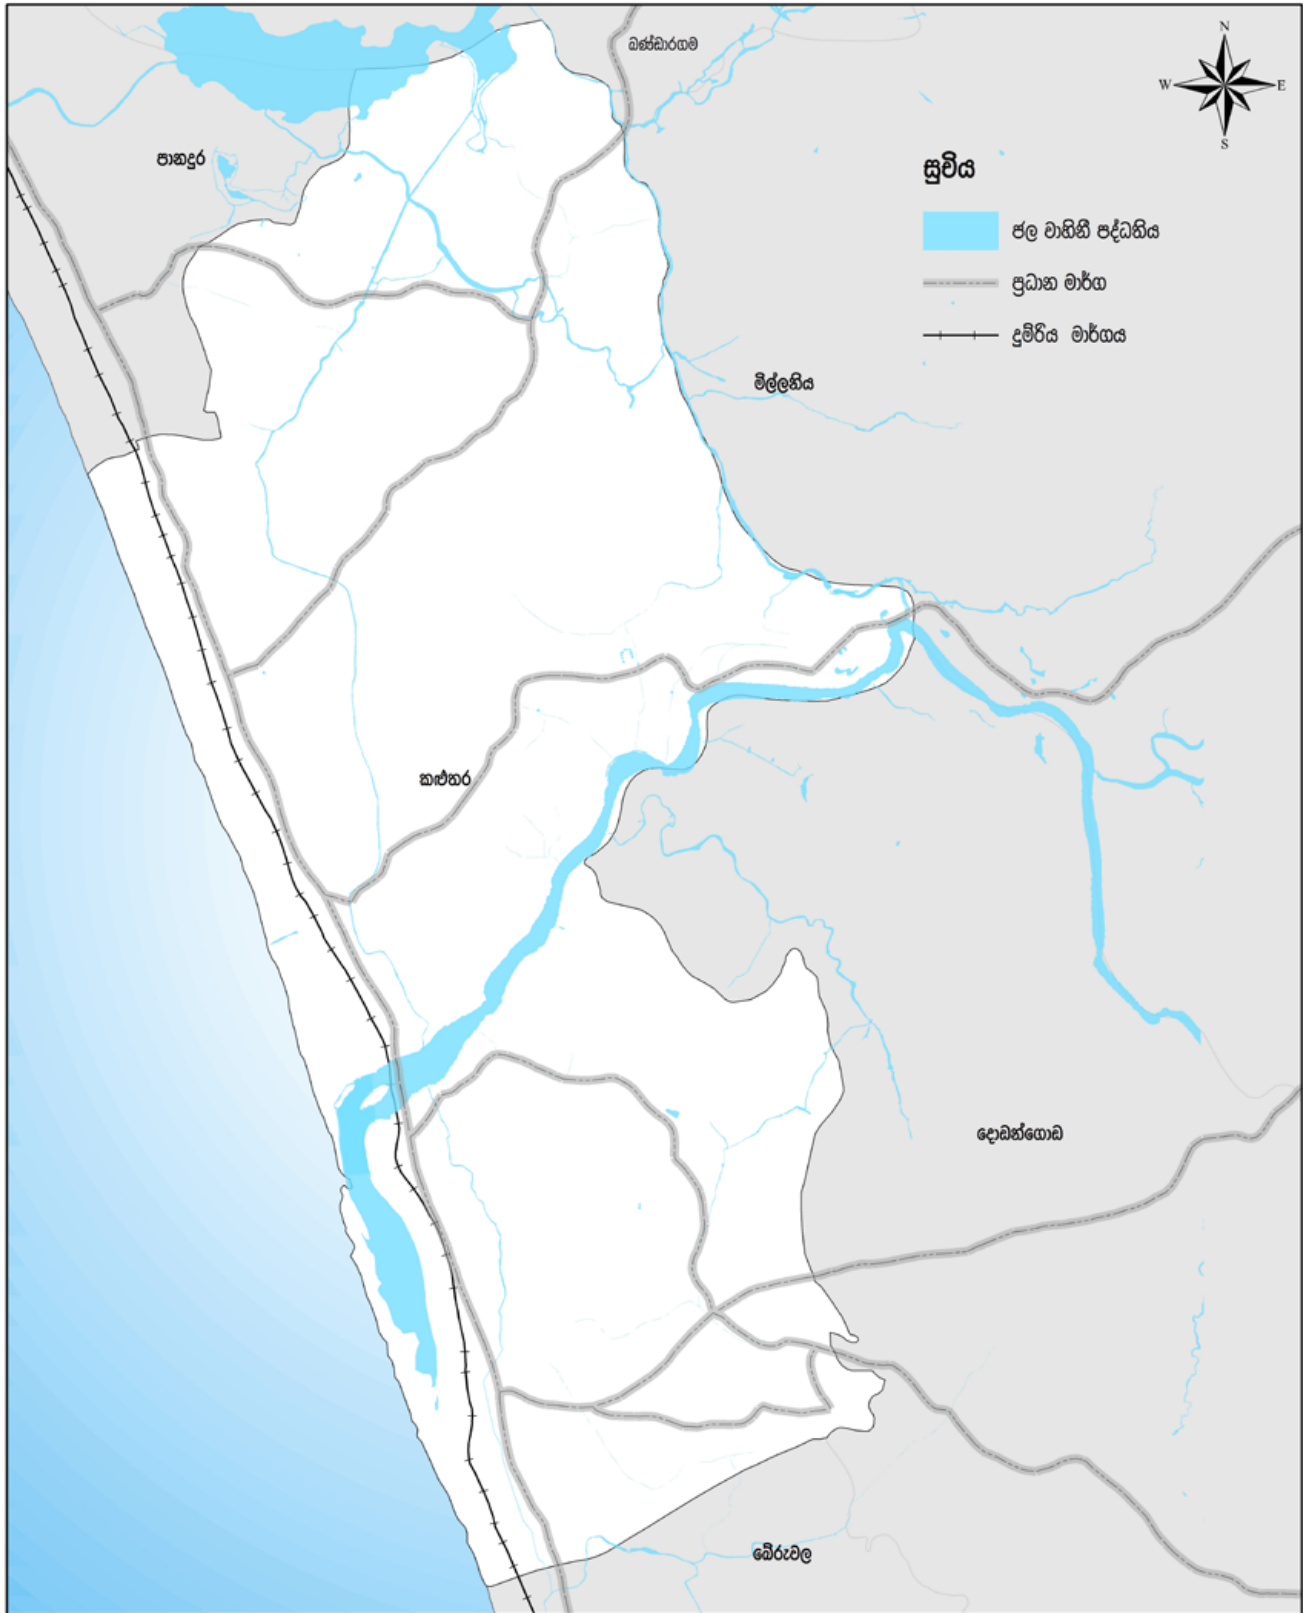 බණ්ඩාරගම
N
W
E
S
පානදුර
සූචිය
ජල වාහිනී පද්ධතිය
ප්‍රධාන මාර්ග
දුම්රිය මාර්ගය
මිල්ලනිය
කළුතර
දොඩන්ගොඩ
බේරුවල